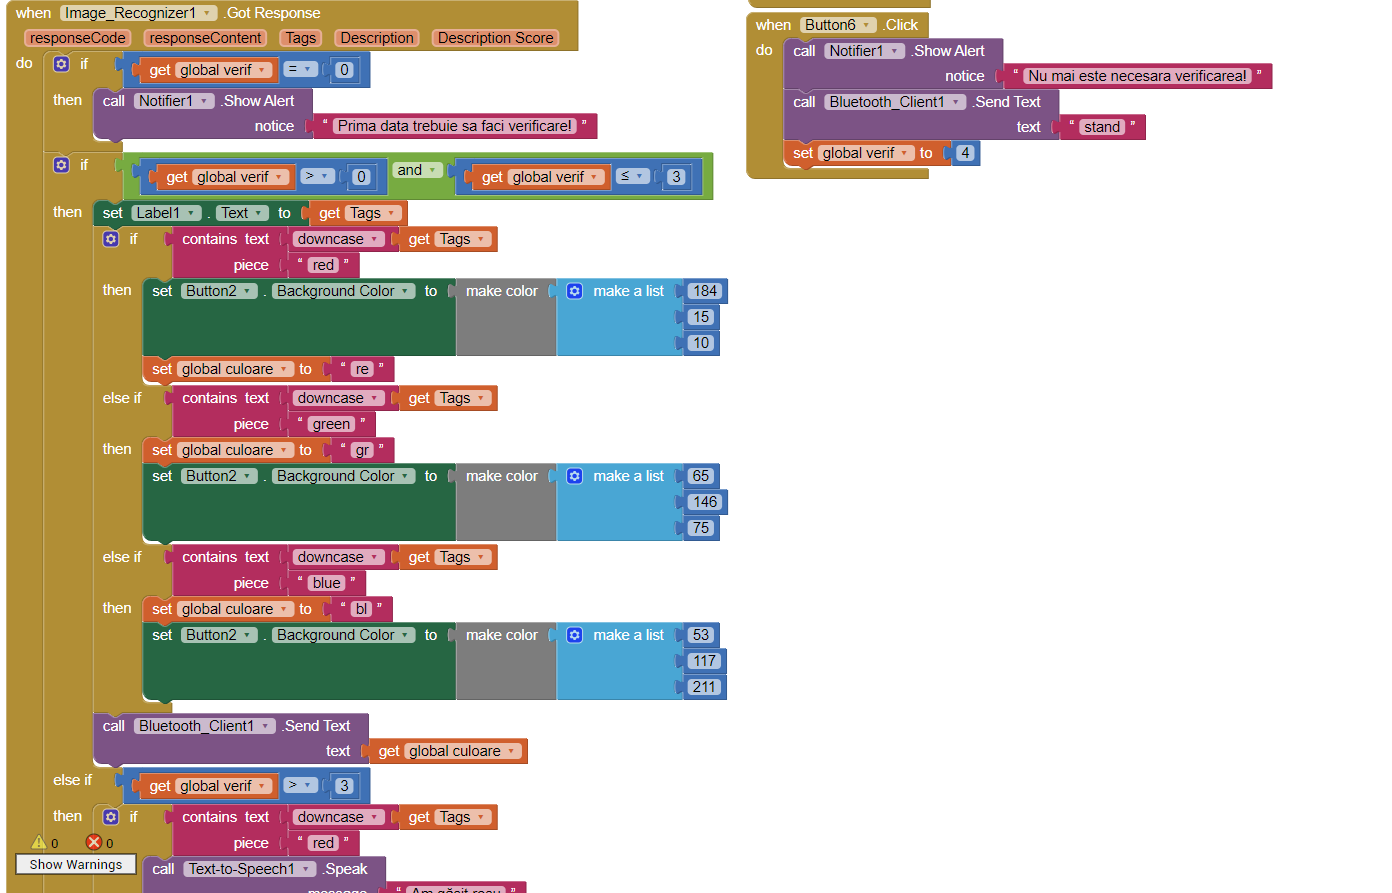 when Image_Recognizer1 .Got Response
responseCode responseContent Tags Description Description Score
do if get global verif = 0
then call Notifier1 .Show Alert
notice “ Prima data trebuie sa faci verificare! ”
if get global verif > 0 and get global verif ≤ 3
then set Label1 . Text to get Tags
if contains text downcase get Tags
piece “ red ”
then set Button2 . Background Color to make color make a list 184
15
10
set global culoare to “ re ”
else if contains text downcase get Tags
piece “ green ”
then set global culoare to “ gr ”
set Button2 . Background Color to make color make a list 65
146
75
else if contains text downcase get Tags
piece “ blue ”
then set global culoare to “ bl ”
set Button2 . Background Color to make color make a list 53
117
211
call Bluetooth_Client1 .Send Text
text get global culoare
else if get global verif > 3
then if contains text downcase get Tags
piece “ red ”
call Text-to-Speech1 .Speak
message “ Am găsit roșu ”
0 0
Show Warnings
when Button6 .Click
do call Notifier1 .Show Alert
notice “ Nu mai este necesara verificarea! ”
call Bluetooth_Client1 .Send Text
text “ stand ”
set global verif to 4